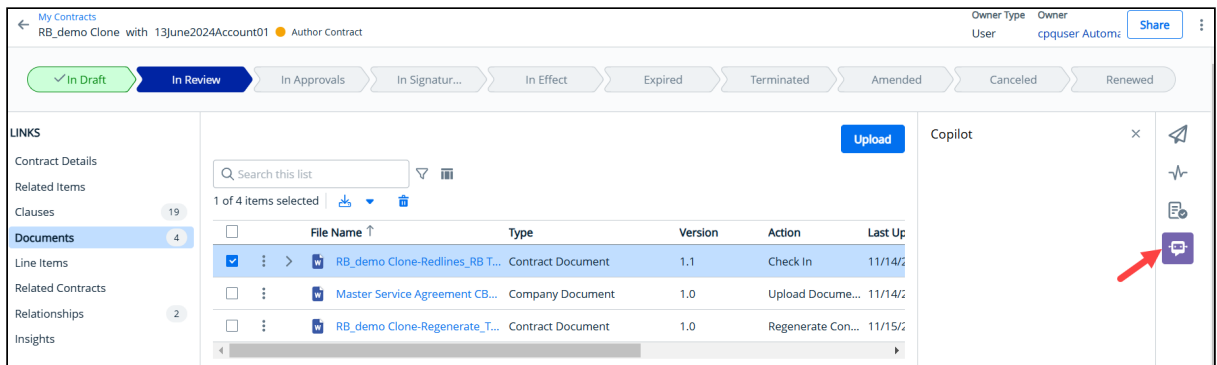 My Contracts
RB_demo Clone with 13June2024Account01 Author Contract
Owner Type Owner
User cpquser Automa
Share
In Draft In Review In Approvals In Signatur... In Effect Expired Terminated Amended Canceled Renewed
LINKS
Contract Details
Related Items
Clauses 19
Documents 4
Line Items
Related Contracts
Relationships 2
Insights
Upload
Search this list
1 of 4 items selected
File Name Type Version Action Last Up
RB_demo Clone-Redlines_RB T... Contract Document 1.1 Check In 11/14/2
Master Service Agreement CB... Company Document 1.0 Upload Docume... 11/14/2
RB_demo Clone-Regenerate_T... Contract Document 1.0 Regenerate Con... 11/15/2
Copilot